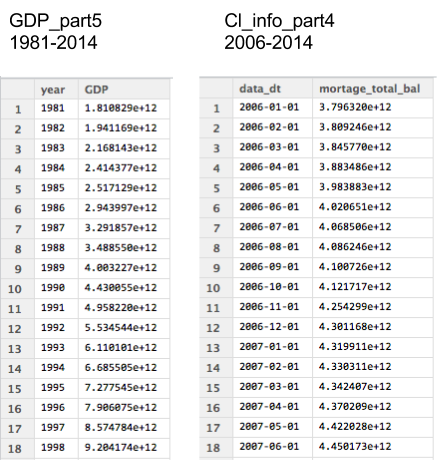 GDP_part5
1981-2014
CI_info_part4
2006-2014
year GDP
1 1981 1.810829e+12
2 1982 1.941169e+12
3 1983 2.168143e+12
4 1984 2.414377e+12
5 1985 2.517129e+12
6 1986 2.943997e+12
7 1987 3.291857e+12
8 1988 3.488550e+12
9 1989 4.003227e+12
10 1990 4.430055e+12
11 1991 4.958220e+12
12 1992 5.534544e+12
13 1993 6.110101e+12
14 1994 6.685505e+12
15 1995 7.277545e+12
16 1996 7.906075e+12
17 1997 8.574784e+12
18 1998 9.204174e+12
data_dt mortage_total_bal
1 2006-01-01 3.796320e+12
2 2006-02-01 3.809246e+12
3 2006-03-01 3.845770e+12
4 2006-04-01 3.883486e+12
5 2006-05-01 3.983883e+12
6 2006-06-01 4.020651e+12
7 2006-07-01 4.068506e+12
8 2006-08-01 4.086246e+12
9 2006-09-01 4.100726e+12
10 2006-10-01 4.121717e+12
11 2006-11-01 4.254299e+12
12 2006-12-01 4.301168e+12
13 2007-01-01 4.319911e+12
14 2007-02-01 4.330311e+12
15 2007-03-01 4.342407e+12
16 2007-04-01 4.370209e+12
17 2007-05-01 4.422028e+12
18 2007-06-01 4.450173e+12